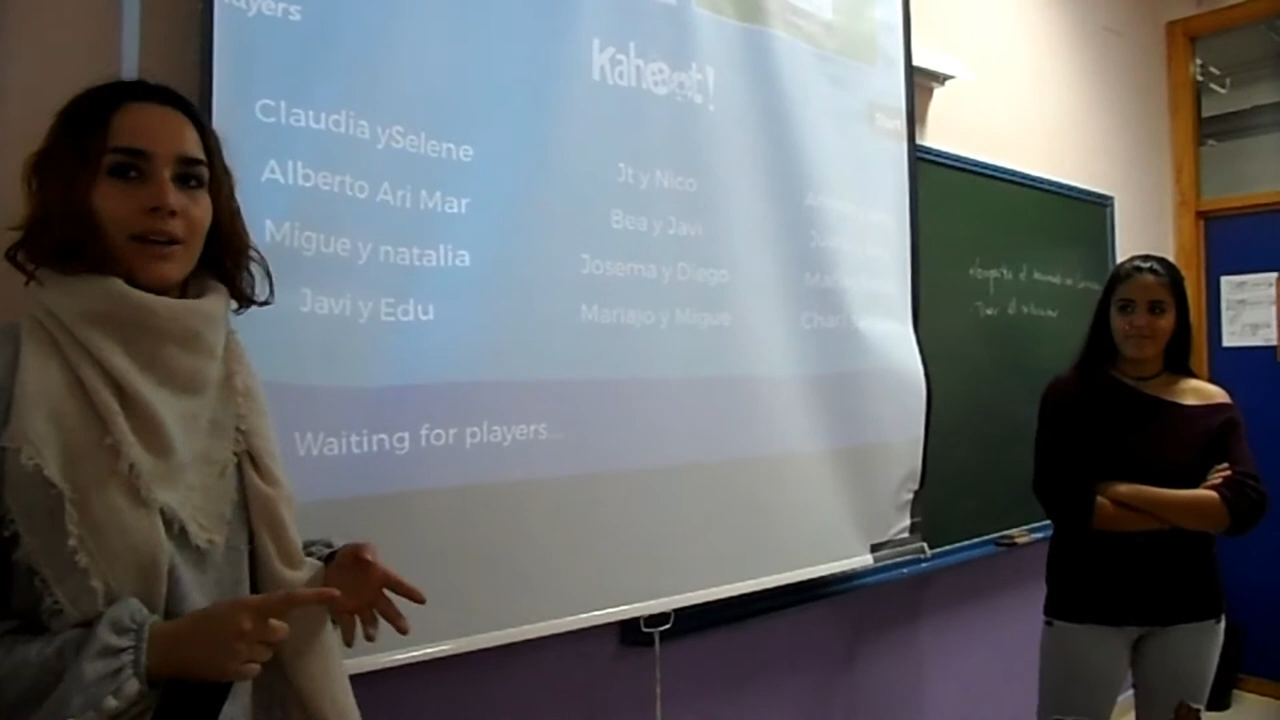 Kahoot!
Claudia ySelene
Alberto Ari Mar
Migue y natalia
Javi y Edu
Jt y Nico
Bea y Javi
Josema y Diego
Mariajo y Migue
Waiting for players...